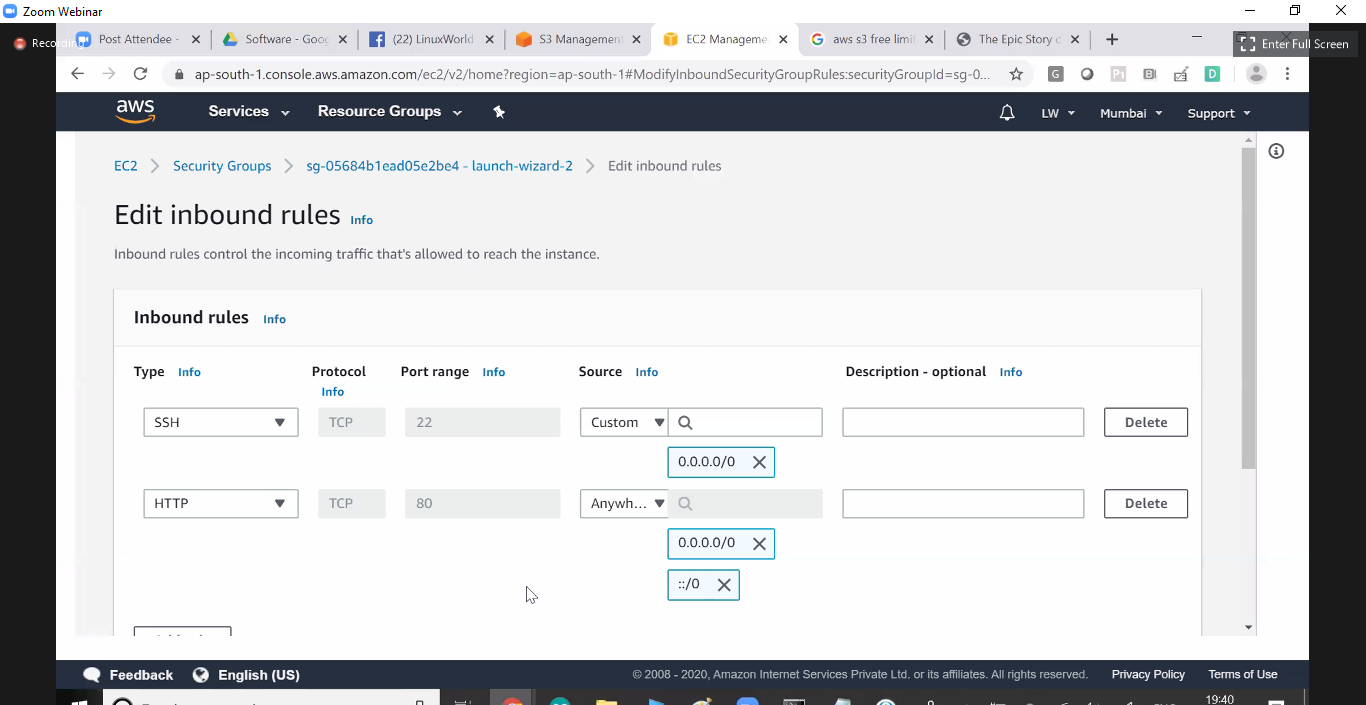 Zoom Webinar
Recording
Post Attendee -
Software - Goog
(22) LinuxWorld
S3 Management
EC2 Manageme
aws s3 free limit
The Epic Story o
Enter Full Screen
ap-south-1.console.aws.amazon.com/ec2/v2/home?region=ap-south-1#ModifyInboundSecurityGroupRules:securityGroupId=sg-0...
aws
Services
Resource Groups
LW
Mumbai
Support
EC2 > Security Groups > sg-05684b1ead05e2be4 - launch-wizard-2 > Edit inbound rules
Edit inbound rules Info
Inbound rules control the incoming traffic that's allowed to reach the instance.
Inbound rules Info
Type Info Protocol Info Port range Info Source Info Description - optional Info
SSH TCP 22 Custom Delete
0.0.0.0/0
HTTP TCP 80 Anywh... Delete
0.0.0.0/0
::/0
Feedback English (US) © 2008 - 2020, Amazon Internet Services Private Ltd. or its affiliates. All rights reserved. Privacy Policy Terms of Use
19:40